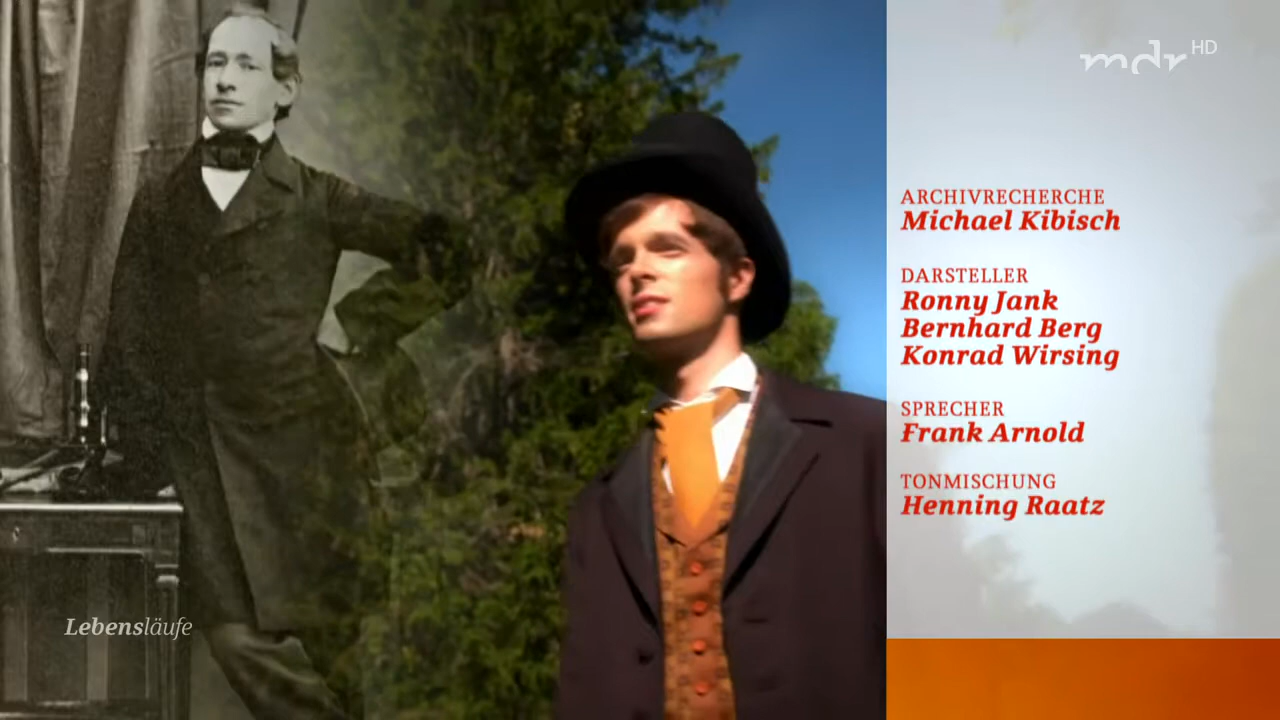 mdr HD
ARCHIVRECHERCHE
Michael Kibisch
DARSTELLER
Ronny Jank
Bernhard Berg
Konrad Wirsing
SPRECHER
Frank Arnold
TONMISCHUNG
Henning Raatz
Lebensläufe